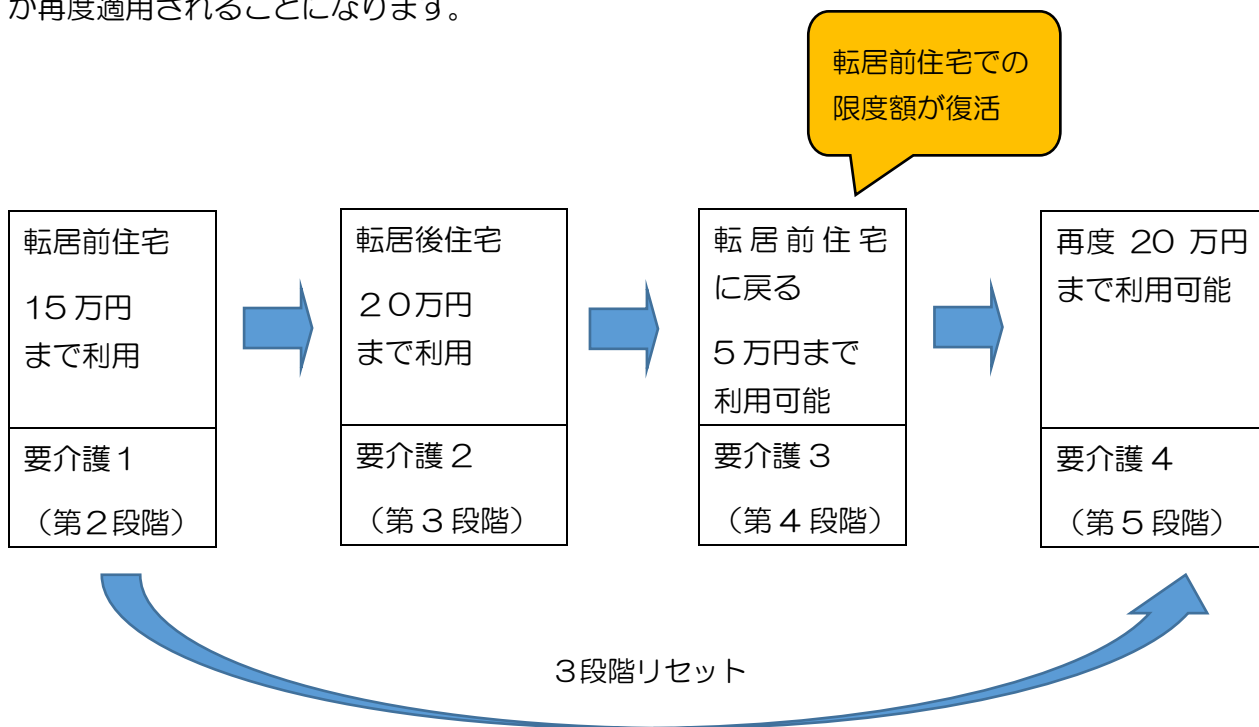 が再度適用されることになります。
転居前住宅での
限度額が復活
転居前住宅
15万円
まで利用
要介護1
（第2段階）
転居後住宅
２０万円
まで利用
要介護２
（第３段階）
転居前住宅
に戻る
５万円まで
利用可能
要介護３
（第４段階）
再度 20 万円
まで利用可能
要介護４
（第５段階）
３段階リセット